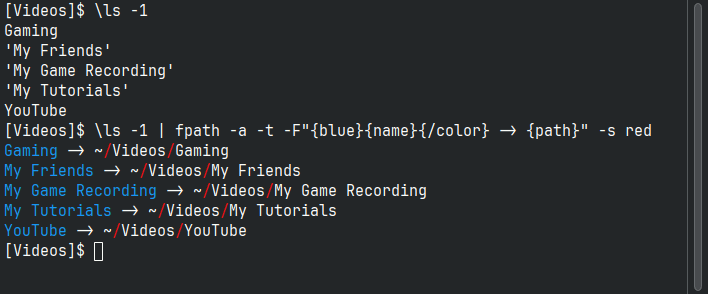 [Videos]$ \ls -1
Gaming
'My Friends'
'My Game Recording'
'My Tutorials'
YouTube
[Videos]$ \ls -1 | fpath -a -t -F"{blue}{name}{/color} -> {path}" -s red
Gaming -> ~/Videos/Gaming
My Friends -> ~/Videos/My Friends
My Game Recording -> ~/Videos/My Game Recording
My Tutorials -> ~/Videos/My Tutorials
YouTube -> ~/Videos/YouTube
[Videos]$